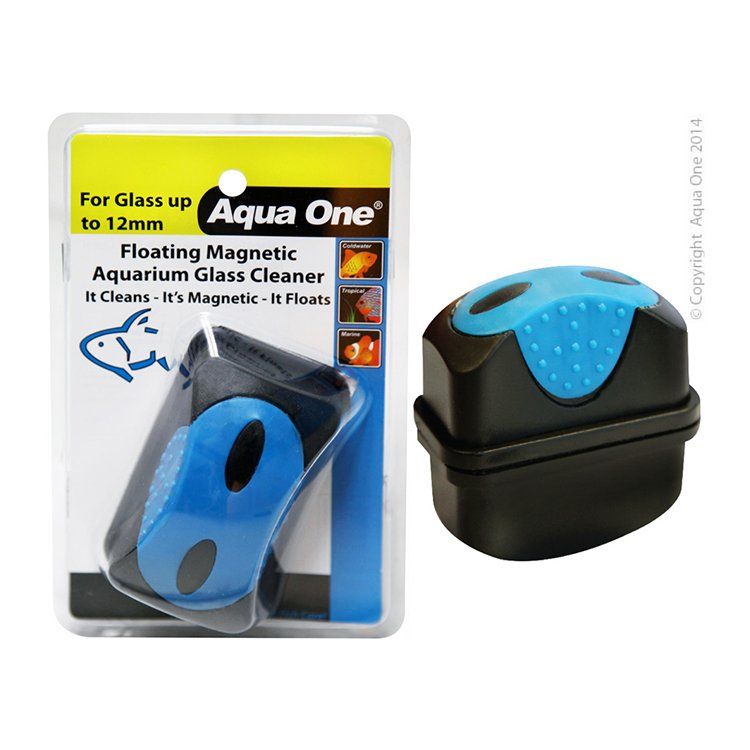 For Glass up
to 12mm
Aqua One®
Floating Magnetic
Aquarium Glass Cleaner
It Cleans - It's Magnetic - It Floats
Coldwater
Tropical
Marine
© Copyright Aqua One 2014